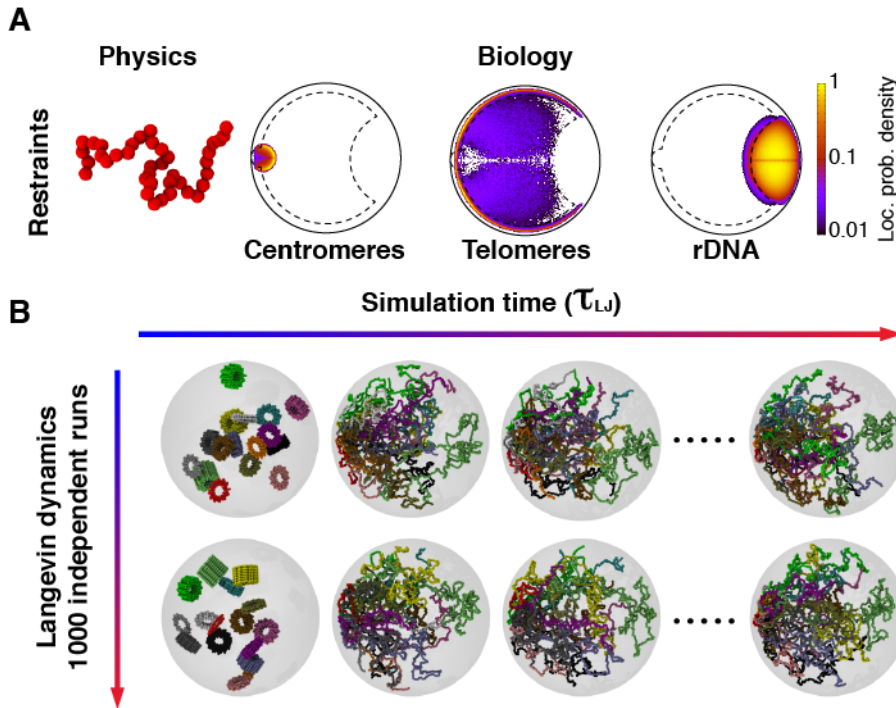 A
Physics
Biology
Restraints
Centromeres
Telomeres
rDNA
1
0.1
0.01
Loc. prob. density
B
Simulation time (τLJ)
Langevin dynamics
1000 independent runs